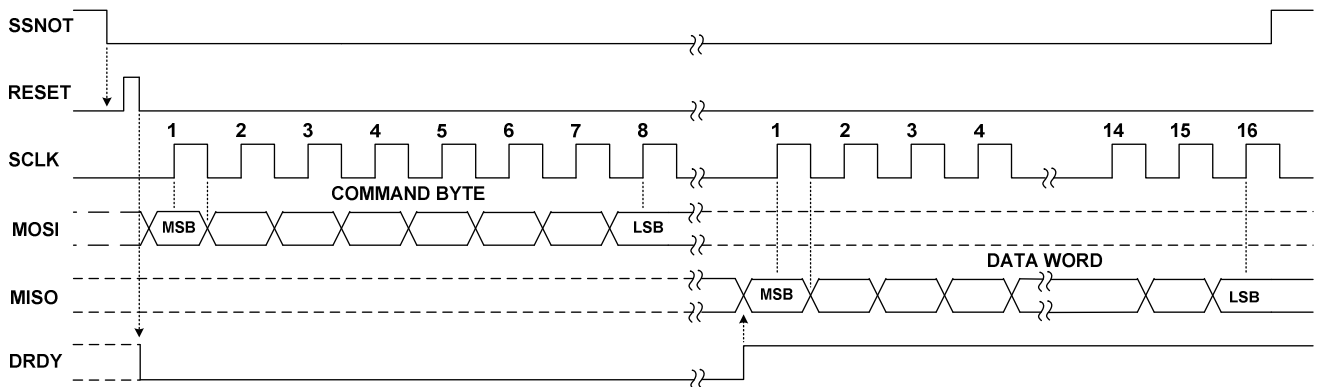 SSNOT
RESET
1 2 3 4 5 6 7 8 1 2 3 4 14 15 16
SCLK
COMMAND BYTE
MOSI MSB LSB
DATA WORD
MISO MSB LSB
DRDY